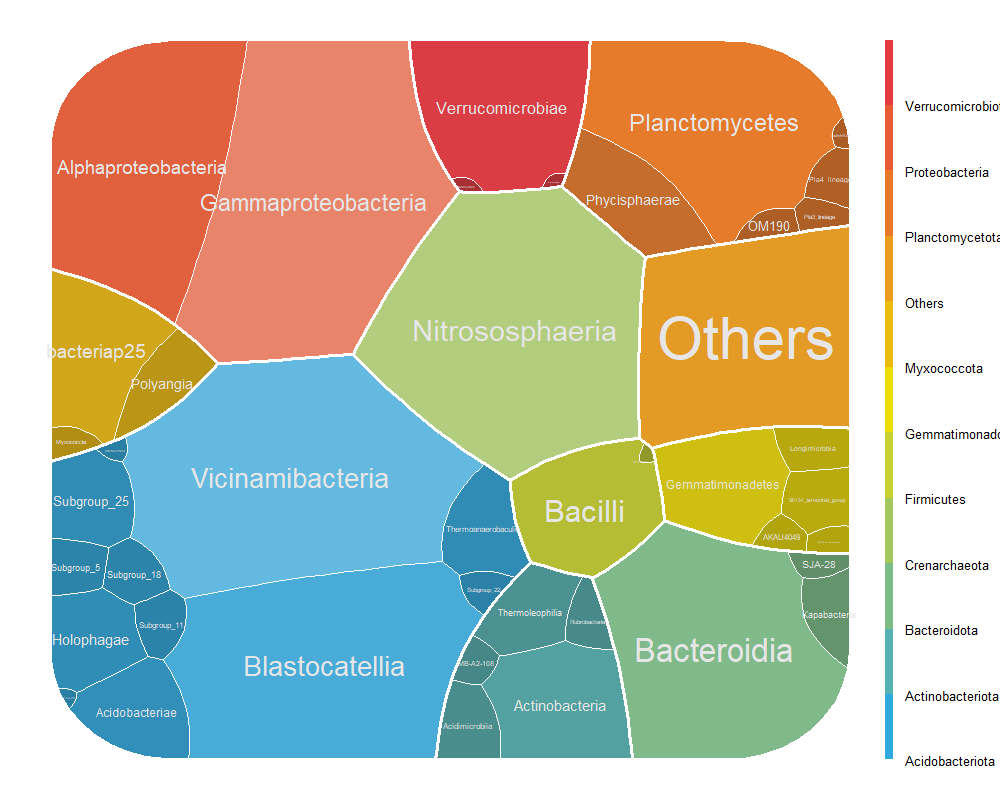 Verrucomicrobiae
Planctomycetes
Alphaproteobacteria
Pla4_lineage
Gammaproteobacteria
Phycisphaerae
Pla3_lineage
OM190
Nitrososphaeria
Others
bacteriap25
Polyangia
Myxococcia
Longimicrobia
Vicinamibacteria
Gemmatimonadetes
Subgroup_25
Bacilli
Thermoanaerobaculi
AKAU4049
SJA-28
Subgroup_5
Subgroup_18
Subgroup_22
Thermoleophilia
Rubrobacteria
Kapabacteria
Subgroup_11
Holophagae
Blastocatellia
Bacteroidia
MB-A2-108
Acidobacteriae
Actinobacteria
Acidimicrobiia
Verrucomicrobiot
Proteobacteria
Planctomycetota
Others
Myxococcota
Gemmatimonado
Firmicutes
Crenarchaeota
Bacteroidota
Actinobacteriota
Acidobacteriota